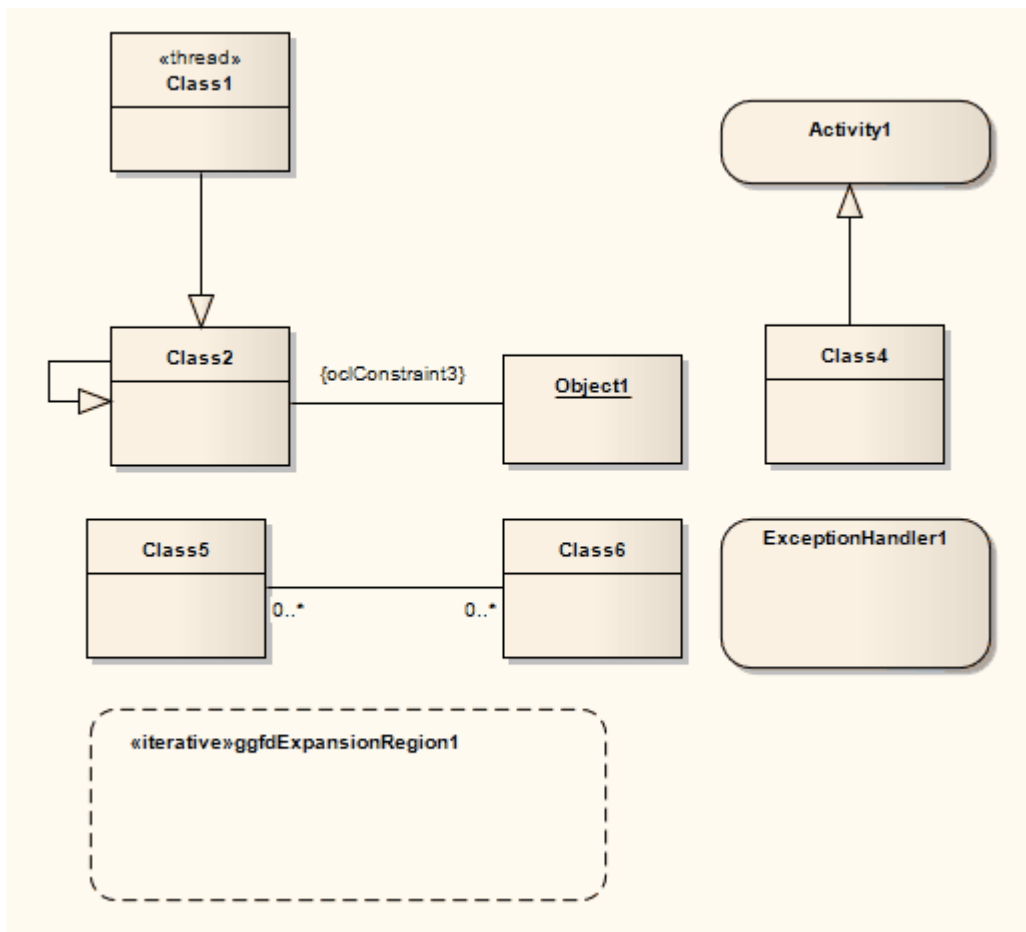 «thread»
Class1
Activity1
Class2
{oclConstraint3}
Object1
Class4
Class5
Class6
ExceptionHandler1
0..*
0..*
«iterative»ggfdExpansionRegion1